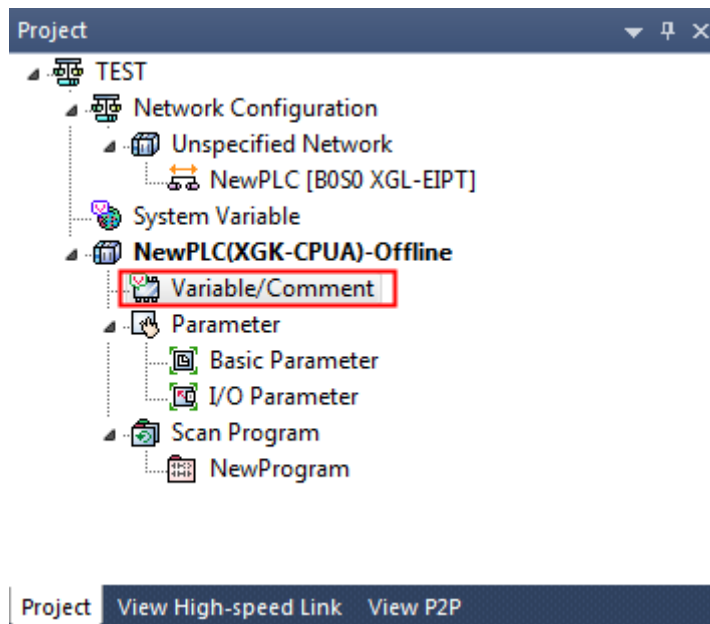 Project
TEST
Network Configuration
Unspecified Network
NewPLC [B0S0 XGL-EIPT]
System Variable
NewPLC(XGK-CPUA)-Offline
Variable/Comment
Parameter
Basic Parameter
I/O Parameter
Scan Program
NewProgram
Project View High-speed Link View P2P